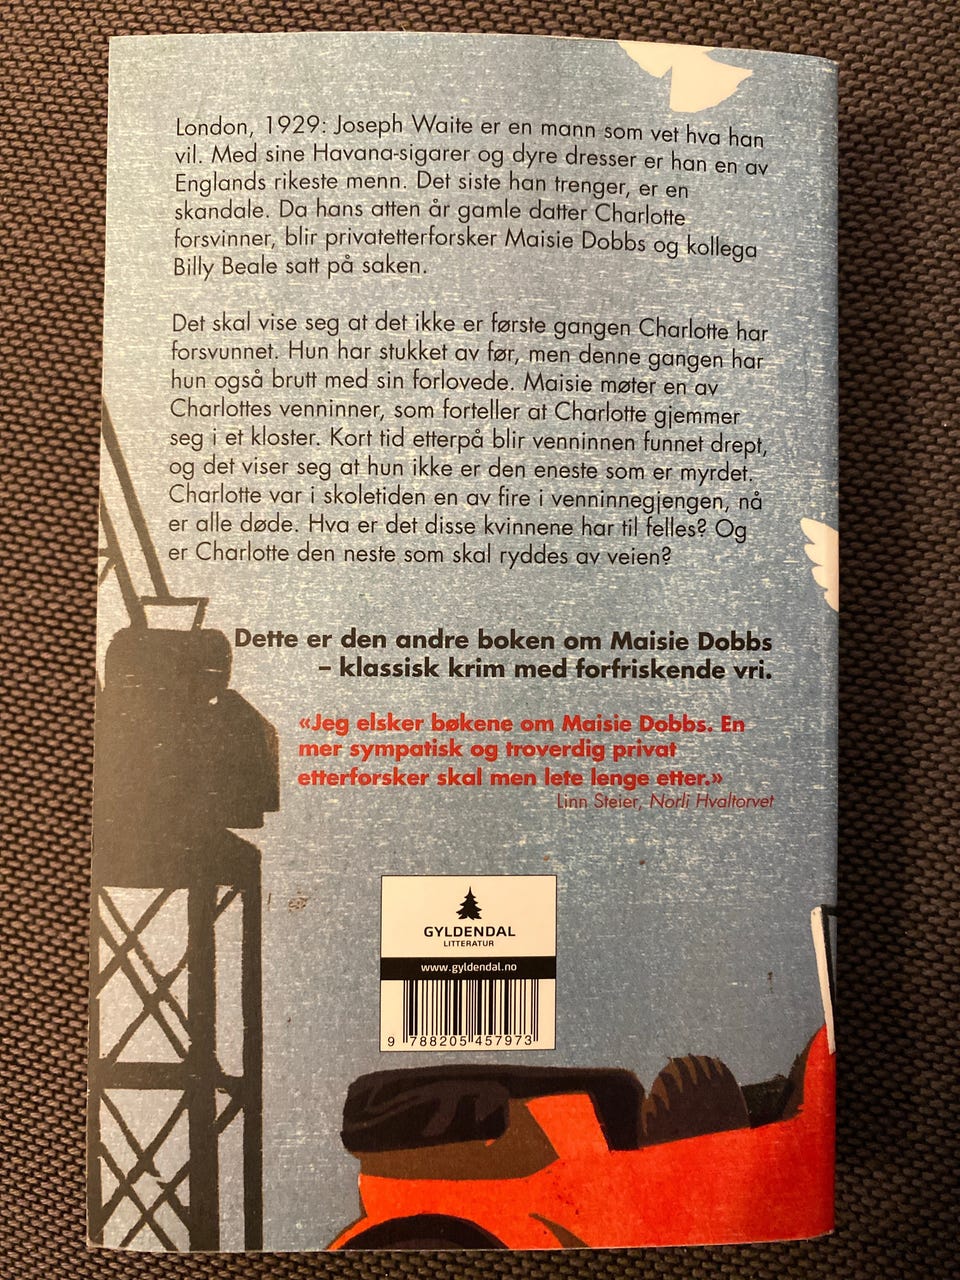 London, 1929: Joseph Waite er en mann som vet hva han
vil. Med sine Havana-sigarer og dyre dresser er han en av
Englands rikeste menn. Det siste han trenger, er en
skandale. Da hans atten år gamle datter Charlotte
forsvinner, blir privatetterforsker Maisie Dobbs og kollega
Billy Beale satt på saken.
Det skal vise seg at det ikke er første gangen Charlotte har
forsvunnet. Hun har stukket av før, men denne gangen har
hun også brutt med sin forlovede. Maisie møter en av
Charlottes venninner, som forteller at Charlotte gjemmer
seg i et kloster. Kort tid etterpå blir venninnen funnet drept,
og det viser seg at hun ikke er den eneste som er myrdet.
Charlotte var i skoletiden en av fire i venninnegjengen, nå
er alle døde. Hva er det disse kvinnene har til felles? Og
er Charlotte den neste som skal ryddes av veien?
Dette er den andre boken om Maisie Dobbs
– klassisk krim med forfriskende vri.
«Jeg elsker bøkene om Maisie Dobbs. En
mer sympatisk og troverdig privat
etterforsker skal men lete lenge etter.»
Linn Steier, Norli Hvaltorvet
GYLDENDAL
LITTERATUR
www.gyldendal.no
9 788205 457973